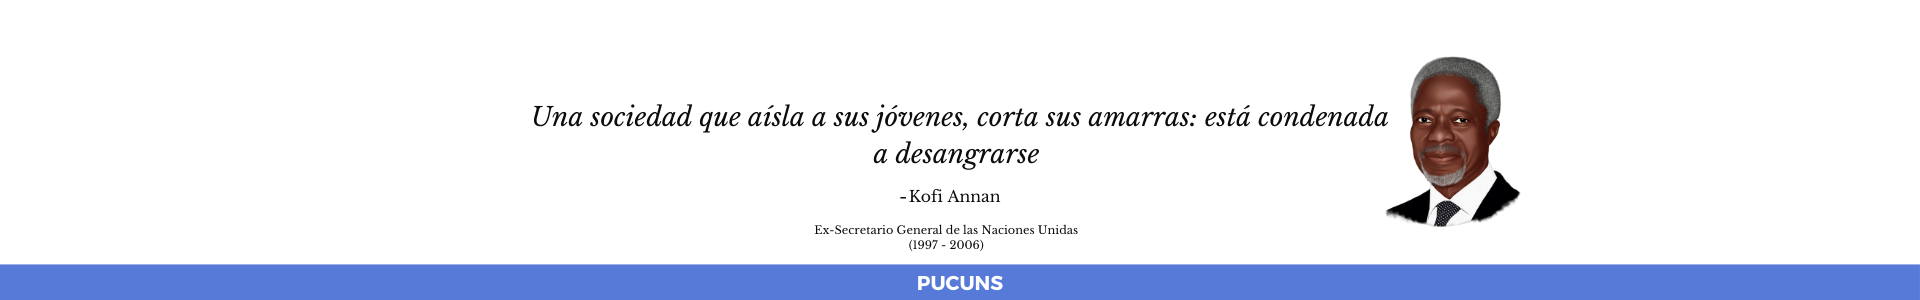 Una sociedad que aísla a sus jóvenes, corta sus amarras: está condenada
a desangrarse
-Kofi Annan
Ex-Secretario General de las Naciones Unidas
(1997 - 2006)
PUCUNS